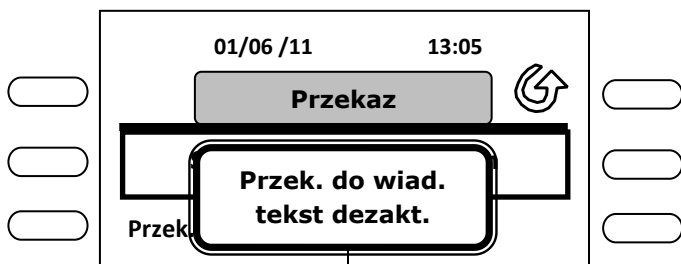 01/06 /11 13:05
Przekaz
Przek. do wiad.
tekst dezakt.
Przek.